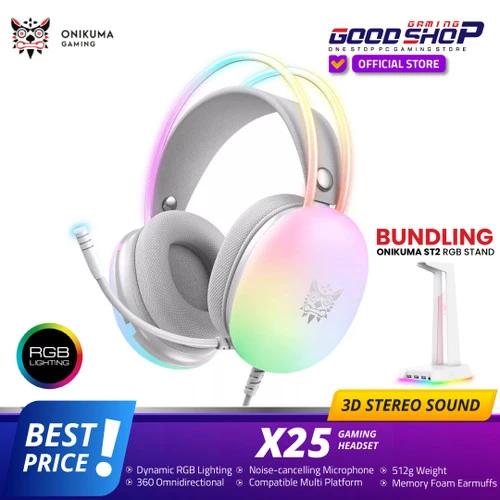 ONIKUMA
GAMING
GAMING
GOODSHOP
ONE STOP PC GAMING STORE
OFFICIAL STORE
BUNDLING
ONIKUMA ST2 RGB STAND
RGB
LIGHTING
3D STEREO SOUND
BEST
PRICE!
X25 GAMING
HEADSET
• Dynamic RGB Lighting
• 360 Omnidirectional
• Noise-cancelling Microphone
• Compatible Multi Platform
• 512g Weight
• Memory Foam Earmuffs